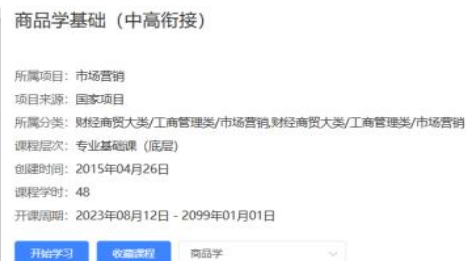 商品学基础（中高衔接）
所属项目：市场营销
项目来源：国家项目
所属分类：财经商贸大类/工商管理类/市场营销,财经商贸大类/工商管理类/市场营销
课程层次：专业基础课（底层）
创建时间：2015年04月26日
课程学时：48
开课周期：2023年08月12日 - 2099年01月01日
开始学习 收藏课程 商品学